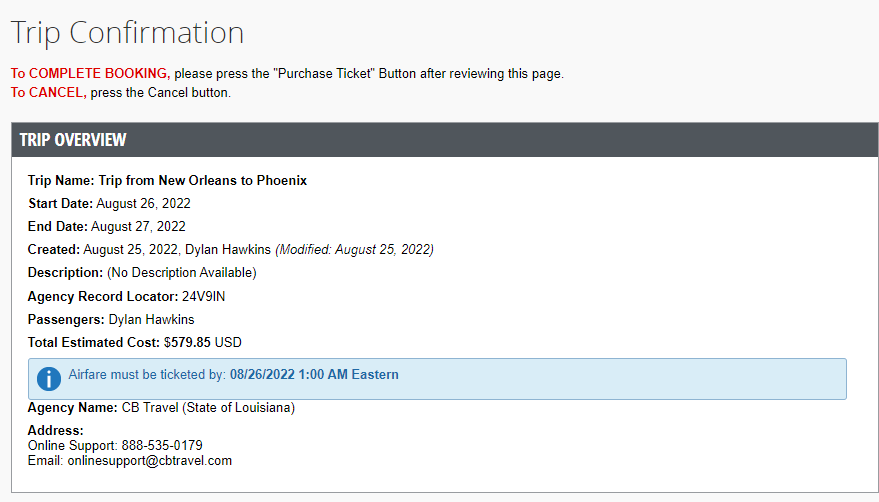 Trip Confirmation
To COMPLETE BOOKING, please press the "Purchase Ticket" Button after reviewing this page.
To CANCEL, press the Cancel button.
TRIP OVERVIEW
Trip Name: Trip from New Orleans to Phoenix
Start Date: August 26, 2022
End Date: August 27, 2022
Created: August 25, 2022, Dylan Hawkins (Modified: August 25, 2022)
Description: (No Description Available)
Agency Record Locator: 24V9IN
Passengers: Dylan Hawkins
Total Estimated Cost: $579.85 USD
Airfare must be ticketed by: 08/26/2022 1:00 AM Eastern
Agency Name: CB Travel (State of Louisiana)
Address:
Online Support: 888-535-0179
Email: onlinesupport@cbtravel.com